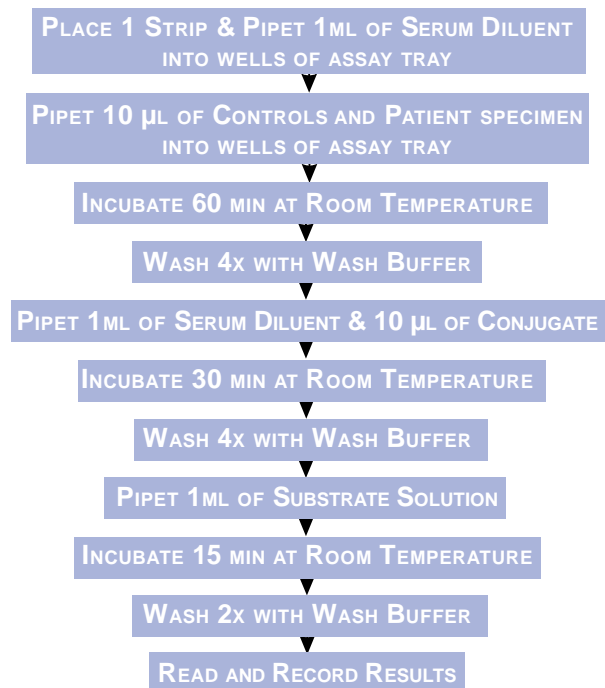 PLACE 1 STRIP & PIPET 1ML OF SERUM DILUENT
INTO WELLS OF ASSAY TRAY
PIPET 10 µL OF CONTROLS AND PATIENT SPECIMEN
INTO WELLS OF ASSAY TRAY
INCUBATE 60 MIN AT ROOM TEMPERATURE
WASH 4X WITH WASH BUFFER
PIPET 1ML OF SERUM DILUENT & 10 µL OF CONJUGATE
INCUBATE 30 MIN AT ROOM TEMPERATURE
WASH 4X WITH WASH BUFFER
PIPET 1ML OF SUBSTRATE SOLUTION
INCUBATE 15 MIN AT ROOM TEMPERATURE
WASH 2X WITH WASH BUFFER
READ AND RECORD RESULTS